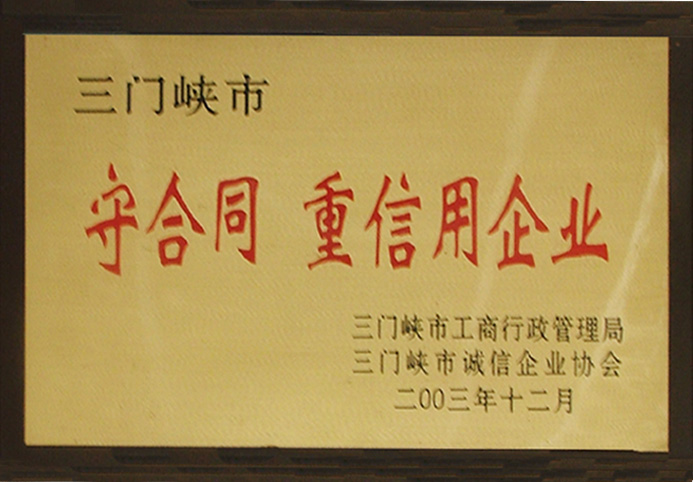 三门峡市
守合同 重信用企业
三门峡市工商行政管理局
三门峡市诚信企业协会
二00三年十二月